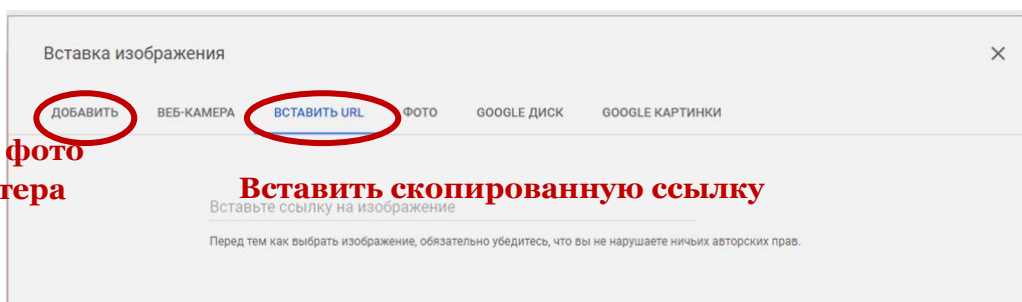 Вставка изображения
ДОБАВИТЬ ВЕБ-КАМЕРА ВСТАВИТЬ URL ФОТО GOOGLE ДИСК GOOGLE КАРТИНКИ
фото
тера Вставить скопированную ссылку
Вставьте ссылку на изображение
Перед тем как выбрать изображение, обязательно убедитесь, что вы не нарушаете ничьих авторских прав.